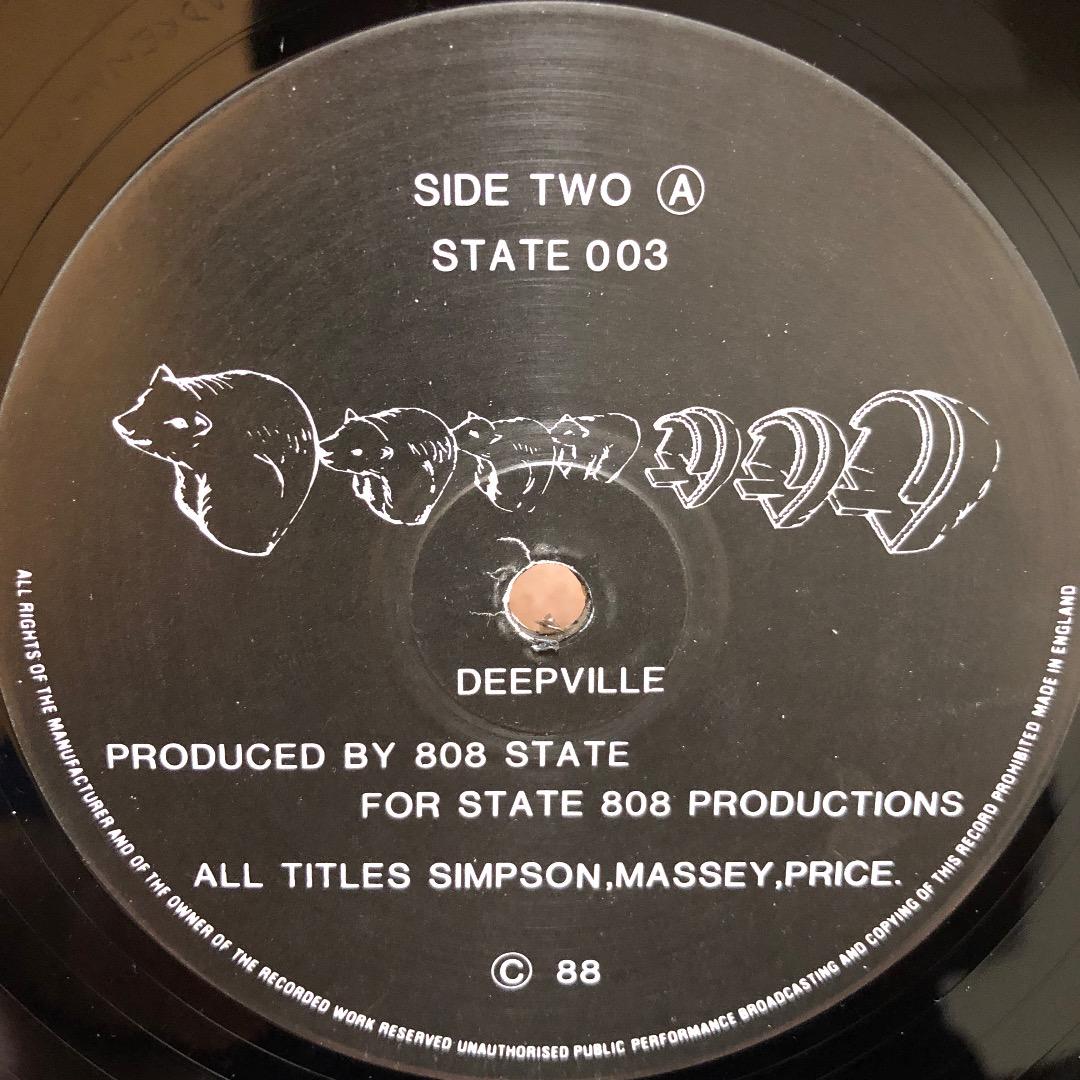 SIDE TWO Ⓐ
STATE 003
DEEPVILLE
PRODUCED BY 808 STATE
FOR STATE 808 PRODUCTIONS
ALL TITLES SIMPSON,MASSEY,PRICE.
© 88
ALL RIGHTS OF THE MANUFACTURER AND OF THE OWNER OF THE RECORDED WORK RESERVED UNAUTHORISED PUBLIC PERFORMANCE BROADCASTING AND COPYING OF THIS RECORD PROHIBITED MADE IN ENGLAND